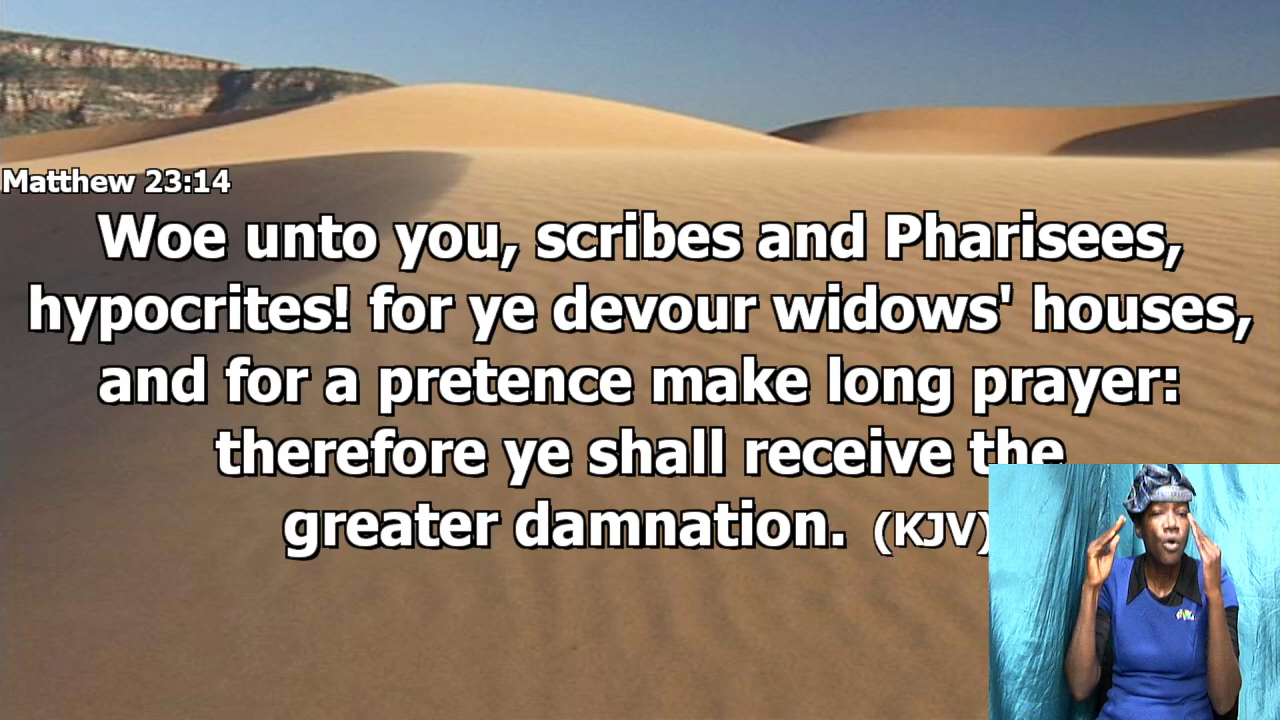 Matthew 23:14
Woe unto you, scribes and Pharisees,
hypocrites! for ye devour widows' houses,
and for a pretence make long prayer:
therefore ye shall receive the
greater damnation. (KJV)